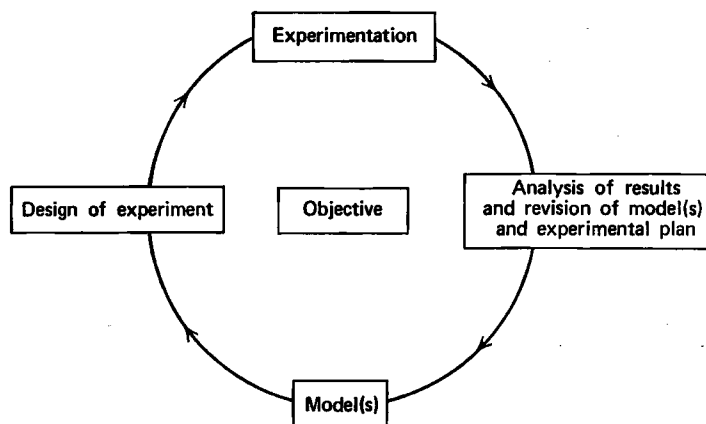 Experimentation
Design of experiment
Objective
Analysis of results
and revision of model(s)
and experimental plan
Model(s)